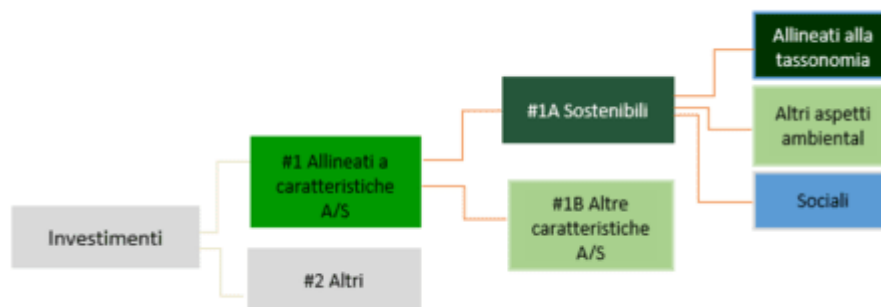 Investimenti
#1 Allineati a
caratteristiche
A/S
#2 Altri
#1A Sostenibili
#1B Altre
caratteristiche
A/S
Allineati alla
tassonomia
Altri aspetti
ambiental
Sociali